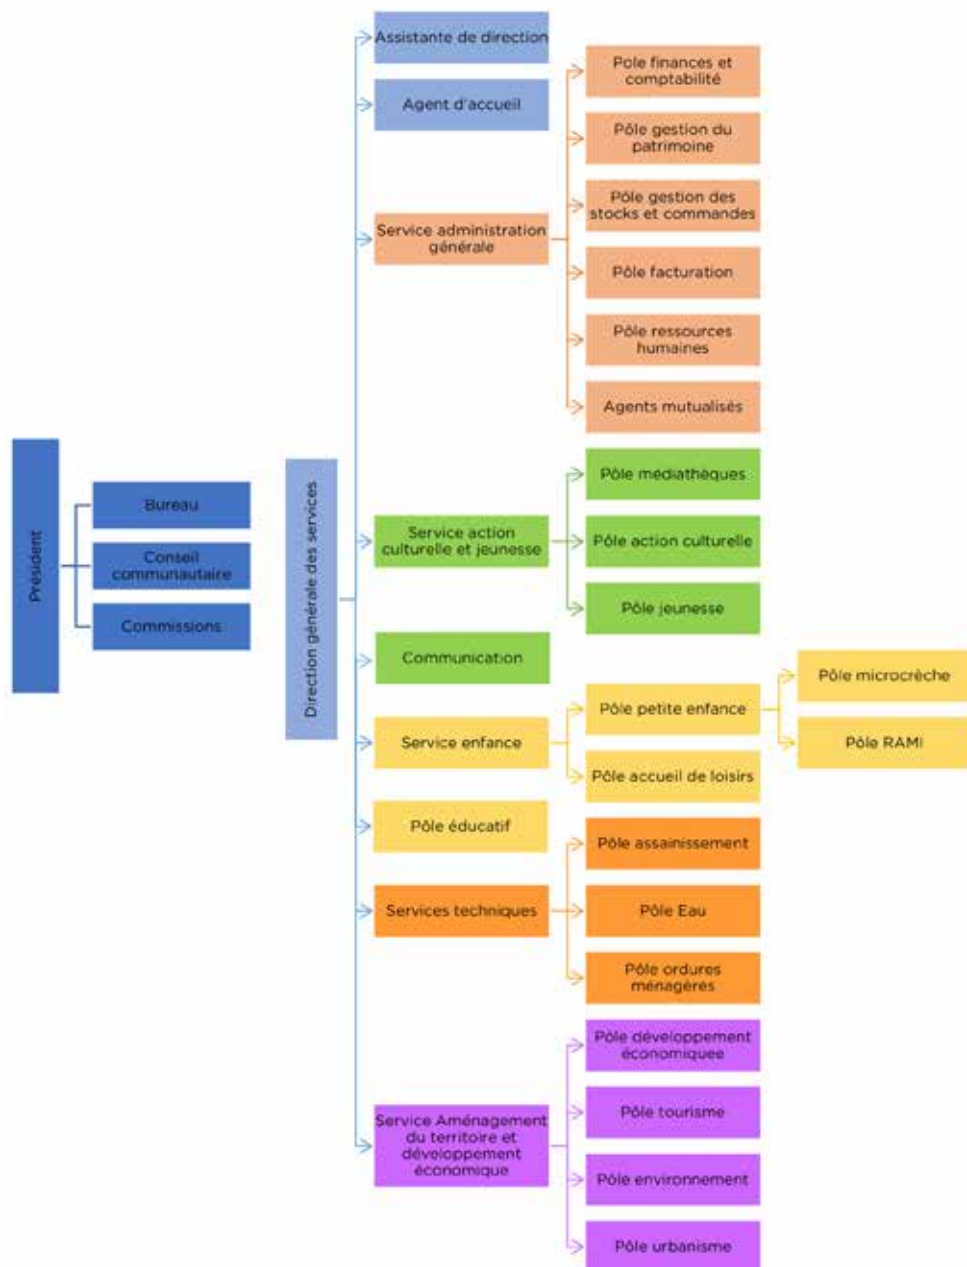 Président
Bureau
Conseil
communautaire
Commissions
Direction générale des services
Assistante de direction
Agent d'accueil
Service administration
générale
Pole finances et
comptabilité
Pôle gestion du
patrimoine
Pôle gestion des
stocks et commandes
Pôle facturation
Pôle ressources
humaines
Agents mutualisés
Service action
culturelle et jeunesse
Pôle médiathèques
Pôle action culturelle
Pôle jeunesse
Communication
Service enfance
Pôle petite enfance
Pôle microcrèche
Pôle RAMI
Pôle accueil de loisirs
Pôle éducatif
Services techniques
Pôle assainissement
Pôle Eau
Pôle ordures
ménagères
Service Aménagement
du territoire et
développement
économique
Pôle développement
économiquee
Pôle tourisme
Pôle environnement
Pôle urbanisme